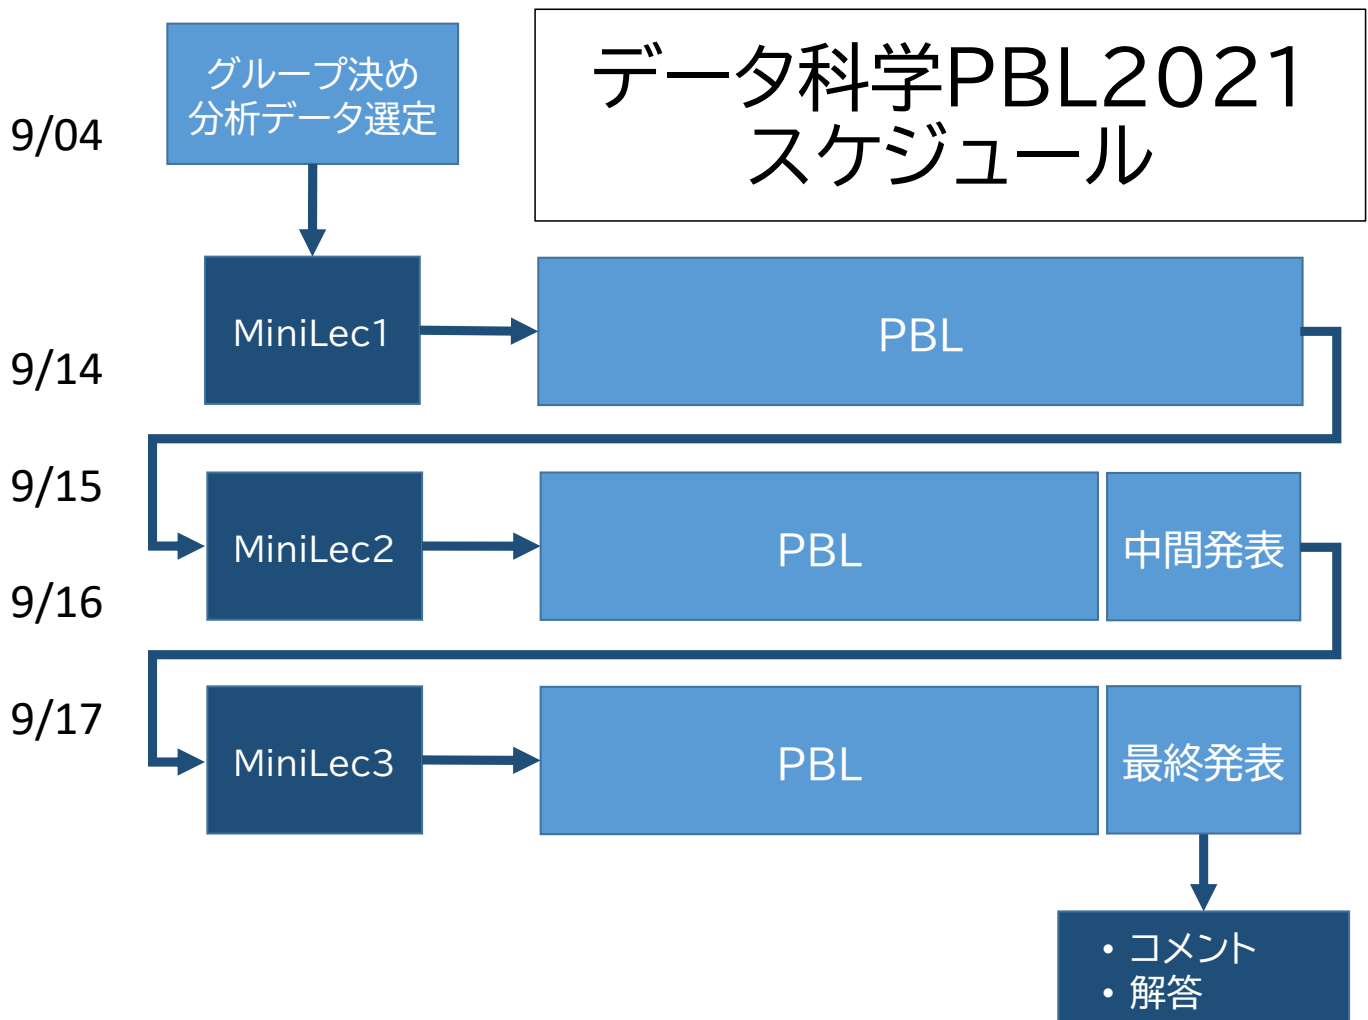 データ科学PBL2021
スケジュール
9/04
グループ決め
分析データ選定
9/14
MiniLec1
PBL
9/15
MiniLec2
PBL
中間発表
9/16
9/17
MiniLec3
PBL
最終発表
• コメント
• 解答